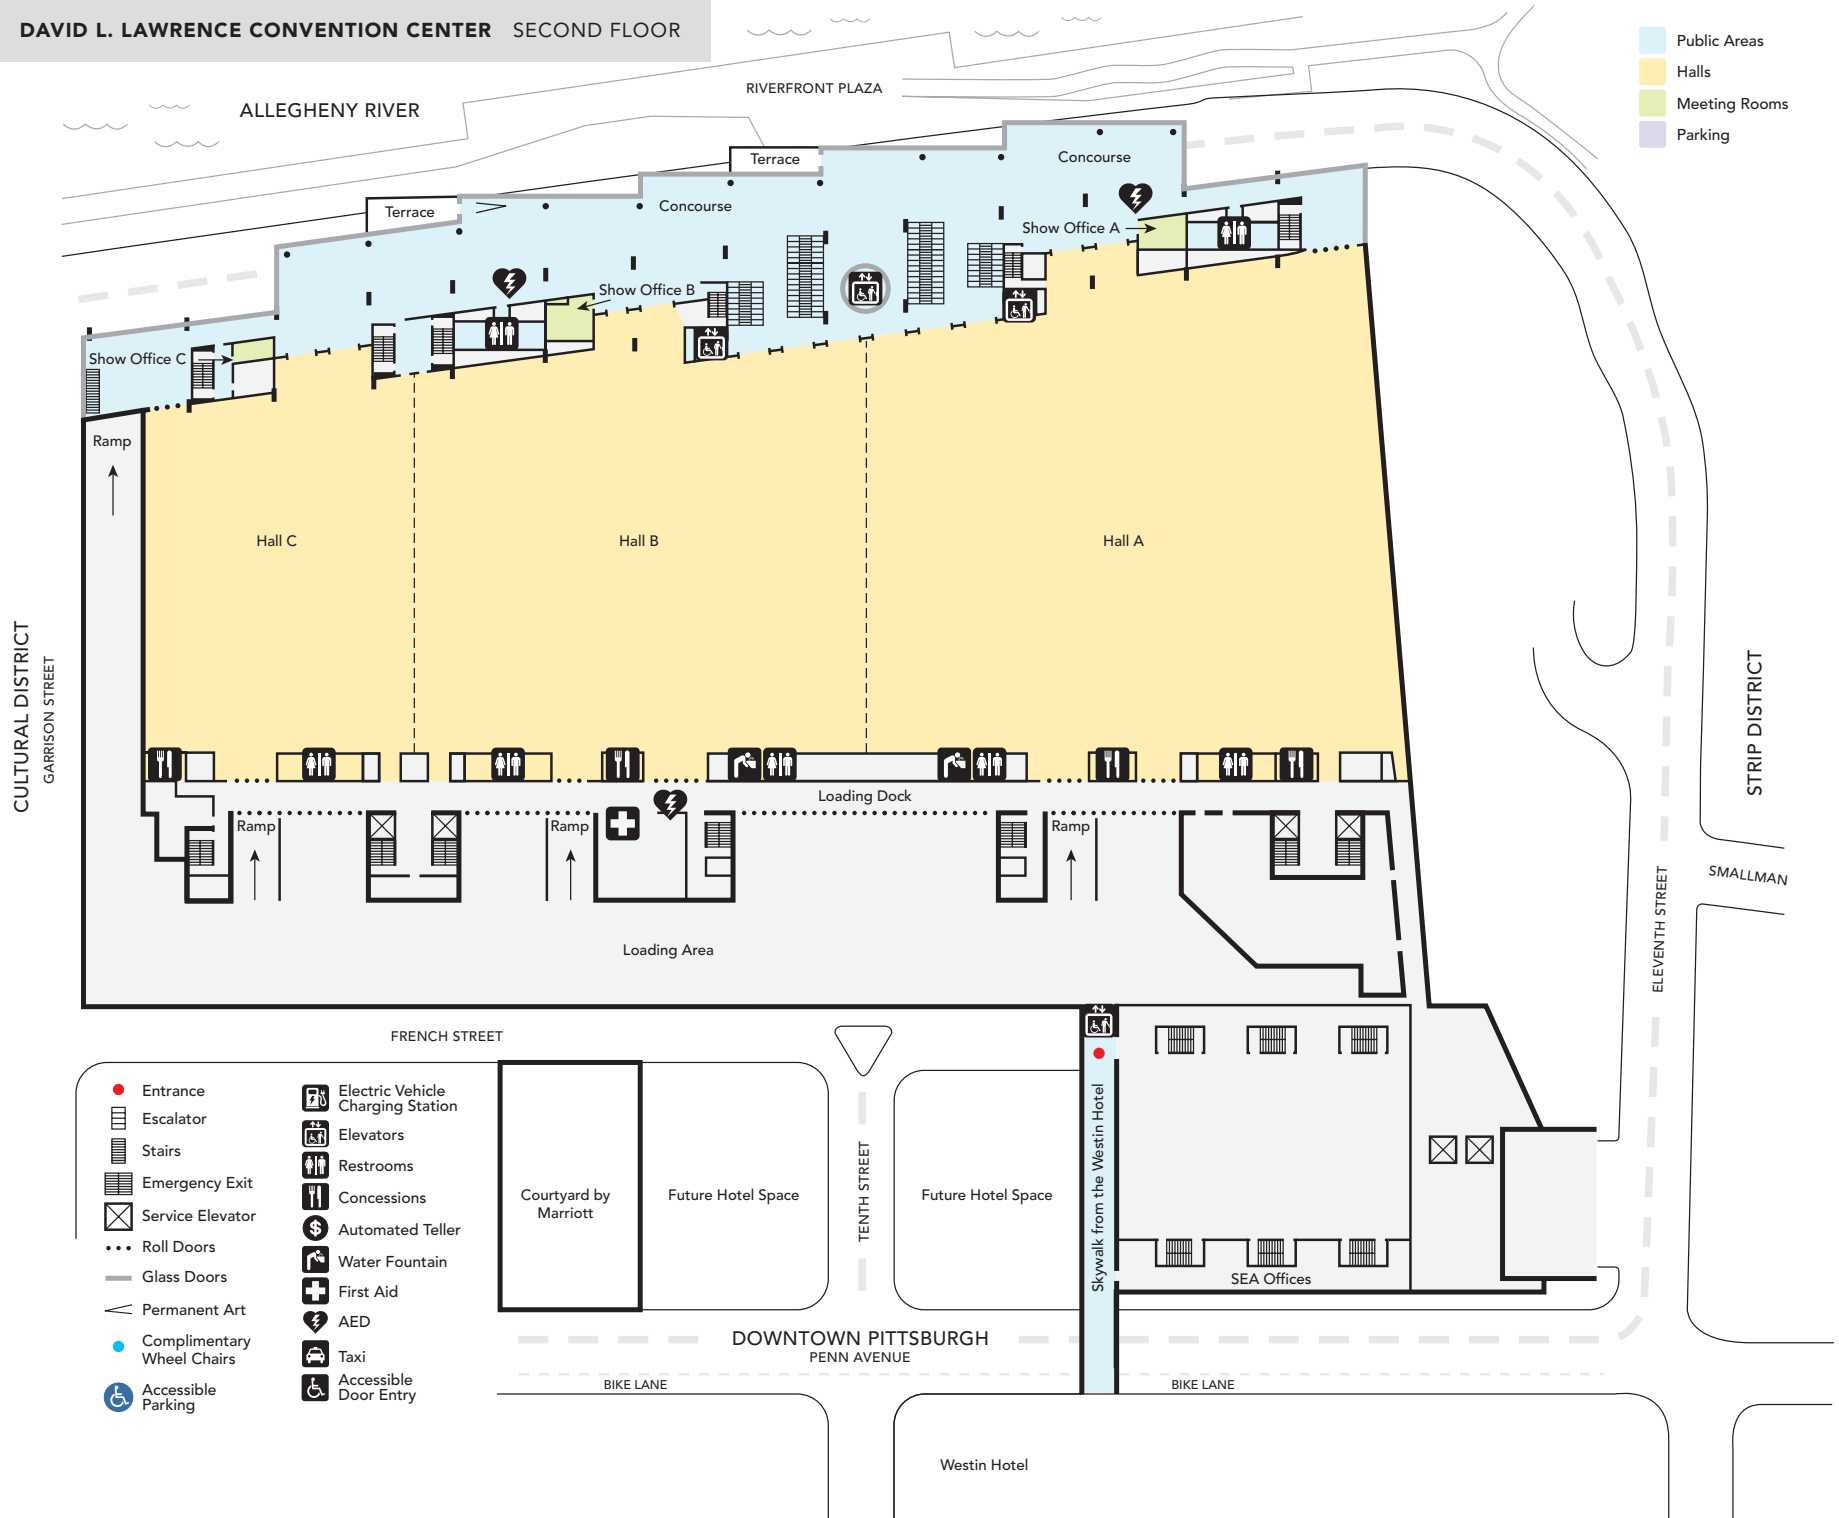 DAVID L. LAWRENCE CONVENTION CENTER SECOND FLOOR
Public Areas
Halls
Meeting Rooms
Parking
ALLEGHENY RIVER
RIVERFRONT PLAZA
Terrace
Concourse
Terrace
Concourse
Show Office A
Show Office B
Show Office C
Ramp
Hall C
Hall B
Hall A
CULTURAL DISTRICT
GARRISON STREET
STRIP DISTRICT
Loading Dock
Ramp
Ramp
Ramp
SMALLMAN
ELEVENTH STREET
Loading Area
FRENCH STREET
Entrance
Escalator
Stairs
Emergency Exit
Service Elevator
Roll Doors
Glass Doors
Permanent Art
Complimentary
Wheel Chairs
Accessible
Parking
Electric Vehicle
Charging Station
Elevators
Restrooms
Concessions
$
Automated Teller
Water Fountain
First Aid
AED
Taxi
Accessible
Door Entry
Courtyard by
Marriott
Future Hotel Space
TENTH STREET
Future Hotel Space
Skywalk from the Westin Hotel
SEA Offices
DOWNTOWN PITTSBURGH
PENN AVENUE
BIKE LANE
BIKE LANE
Westin Hotel